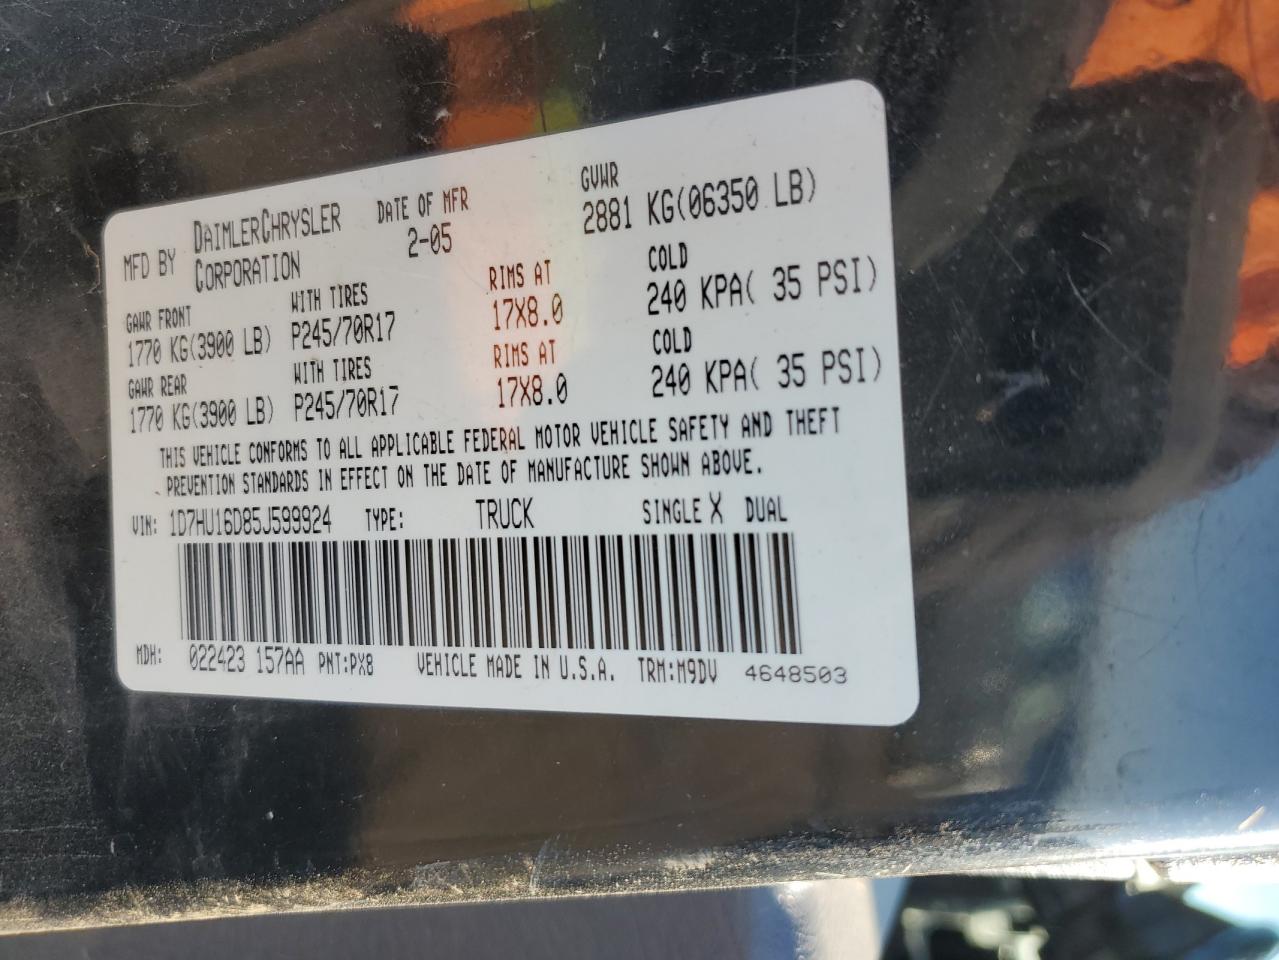 MFD BY DAIMLERCHRYSLER CORPORATION DATE OF MFR 2-05 GVWR 2881 KG(06350 LB)
GAWR FRONT WITH TIRES RIMS AT COLD
1770 KG(3900 LB) P245/70R17 17X8.0 240 KPA( 35 PSI)
GAWR REAR WITH TIRES RIMS AT COLD
1770 KG(3900 LB) P245/70R17 17X8.0 240 KPA( 35 PSI)
THIS VEHICLE CONFORMS TO ALL APPLICABLE FEDERAL MOTOR VEHICLE SAFETY AND THEFT
PREVENTION STANDARDS IN EFFECT ON THE DATE OF MANUFACTURE SHOWN ABOVE.
VIN: 1D7HU16D85J599924 TYPE: TRUCK SINGLE X DUAL
MDH: 022423 157AA PNT:PX8 VEHICLE MADE IN U.S.A. TRM:M9DV 4648503